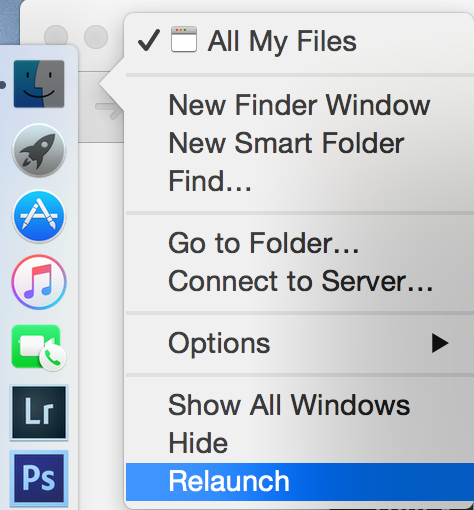 All My Files
New Finder Window
New Smart Folder
Find…
Go to Folder…
Connect to Server…
Options
Show All Windows
Hide
Relaunch
Lr
Ps